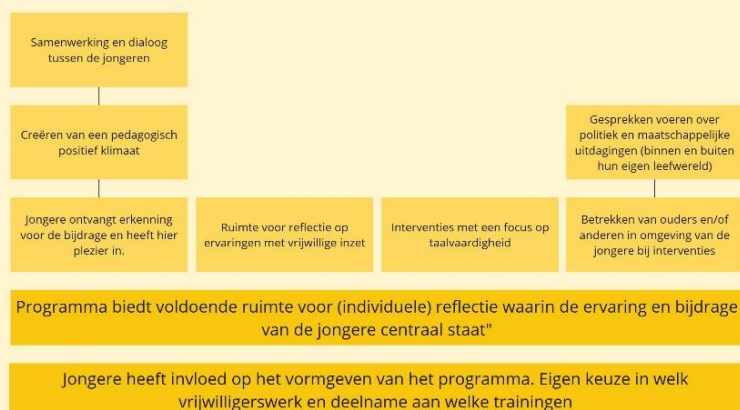 Samenwerking en dialoog
tussen de jongeren
Creëren van een pedagogisch
positief klimaat
Gesprekken voeren over
politiek en maatschappelijke
uitdagingen (binnen en buiten
hun eigen leefwereld)
Jongere ontvangt erkenning
voor de bijdrage en heeft hier
plezier in.
Ruimte voor reflectie op
ervaringen met vrijwillige inzet
Interventies met een focus op
taalvaardigheid
Betrekken van ouders en/of
anderen in omgeving van de
jongere bij interventies
Programma biedt voldoende ruimte voor (individuele) reflectie waarin de ervaring en bijdrage
van de jongere centraal staat"
Jongere heeft invloed op het vormgeven van het programma. Eigen keuze in welk
vrijwilligerswerk en deelname aan welke trainingen